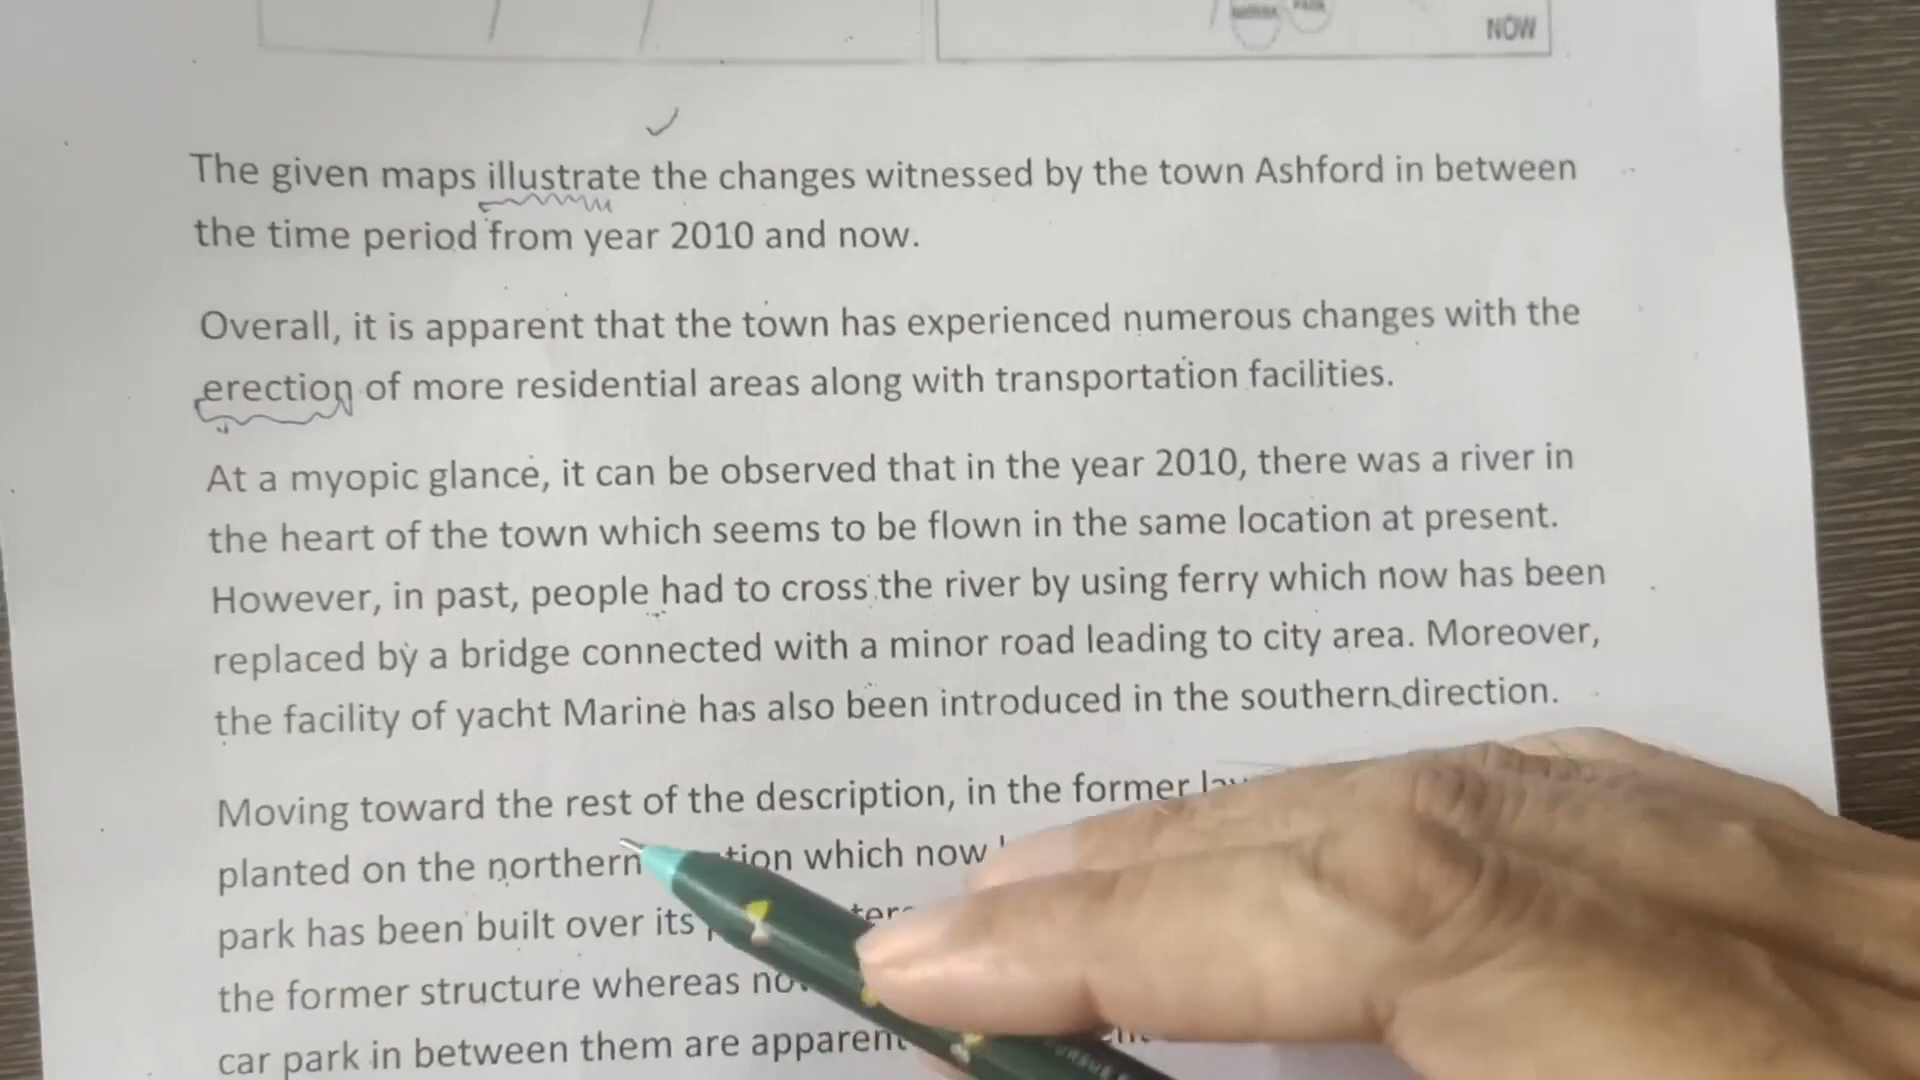 NOW
The given maps illustrate the changes witnessed by the town Ashford in between
the time period from year 2010 and now.
Overall, it is apparent that the town has experienced numerous changes with the
erection of more residential areas along with transportation facilities.
At a myopic glance, it can be observed that in the year 2010, there was a river in
the heart of the town which seems to be flown in the same location at present.
However, in past, people had to cross the river by using ferry which now has been
replaced by a bridge connected with a minor road leading to city area. Moreover,
the facility of yacht Marine has also been introduced in the southern direction.
Moving toward the rest of the description, in the former
planted on the northern which now
park has been built over its
the former structure whereas
car park in between them are